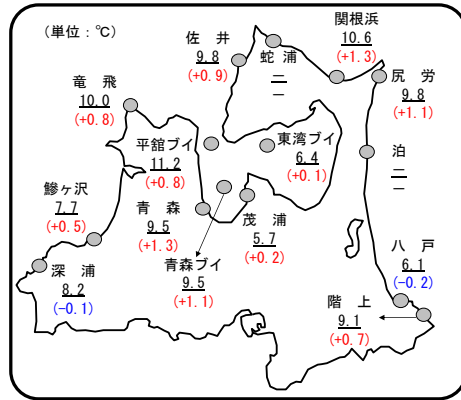 (単位：℃)
関根浜
10.6
(+1.3)
佐 井
9.8
(+0.9)
蛇 浦
二
一
尻 労
9.8
(+1.1)
竜 飛
10.0
(+0.8)
平舘ブイ
11.2
(+0.8)
東湾ブイ
6.4
(+0.1)
泊
二
一
鰺ヶ沢
7.7
(+0.5)
青 森
9.5
(+1.3)
茂 浦
5.7
(+0.2)
八 戸
6.1
(−0.2)
深 浦
8.2
(−0.1)
青森ブイ
9.5
(+1.1)
階 上
9.1
(+0.7)